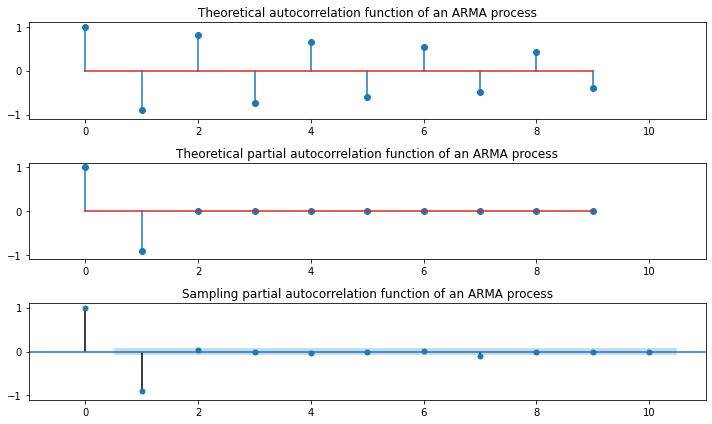 Theoretical autocorrelation function of an ARMA process
1
0
−1
0 2 4 6 8 10
Theoretical partial autocorrelation function of an ARMA process
1
0
−1
0 2 4 6 8 10
Sampling partial autocorrelation function of an ARMA process
1
0
−1
0 2 4 6 8 10